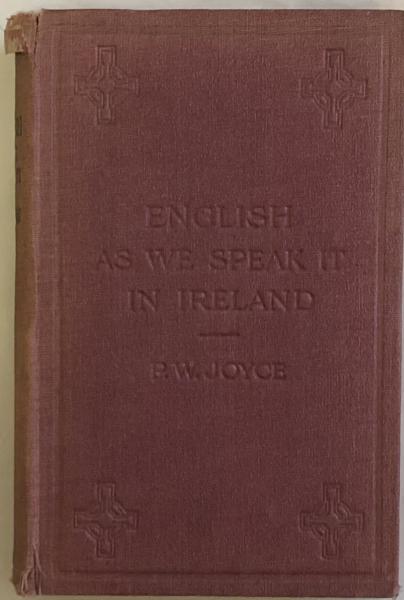 ENGLISH
AS WE SPEAK IT
IN IRELAND
P.W. JOYCE